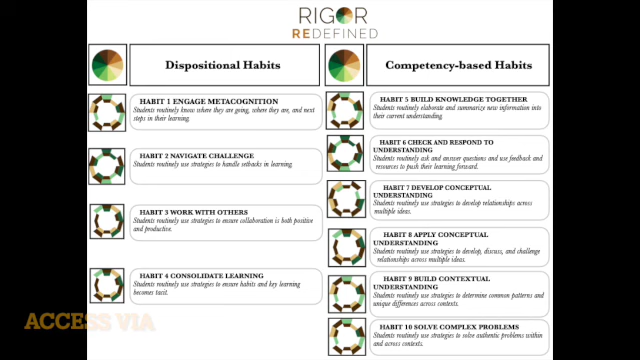 RIGOR
REDEFINED
Dispositional Habits
HABIT 1 ENGAGE METACOGNITION
Students routinely know where they are going, where they are, and next
steps in their learning.
HABIT 2 NAVIGATE CHALLENGE
Students routinely use strategies to handle setbacks in learning.
HABIT 3 WORK WITH OTHERS
Students routinely use strategies to ensure collaboration is both positive
and productive.
HABIT 4 CONSOLIDATE LEARNING
Students routinely use strategies to ensure habits and key learning
becomes tacit.
Competency-based Habits
HABIT 5 BUILD KNOWLEDGE TOGETHER
Students routinely elaborate and summarize new information into
their current understanding.
HABIT 6 CHECK AND RESPOND TO
UNDERSTANDING
Students routinely ask and answer questions and use feedback and
resources to push their learning forward.
HABIT 7 DEVELOP CONCEPTUAL
UNDERSTANDING
Students routinely use strategies to develop relationships across
multiple ideas.
HABIT 8 APPLY CONCEPTUAL
UNDERSTANDING
Students routinely use strategies to develop, discuss, and challenge
relationships across multiple ideas.
HABIT 9 BUILD CONTEXTUAL
UNDERSTANDING
Students routinely use strategies to determine common patterns and
unique differences across contexts.
HABIT 10 SOLVE COMPLEX PROBLEMS
Students routinely use strategies to solve authentic problems within
and across contexts.
ACCESS VIA